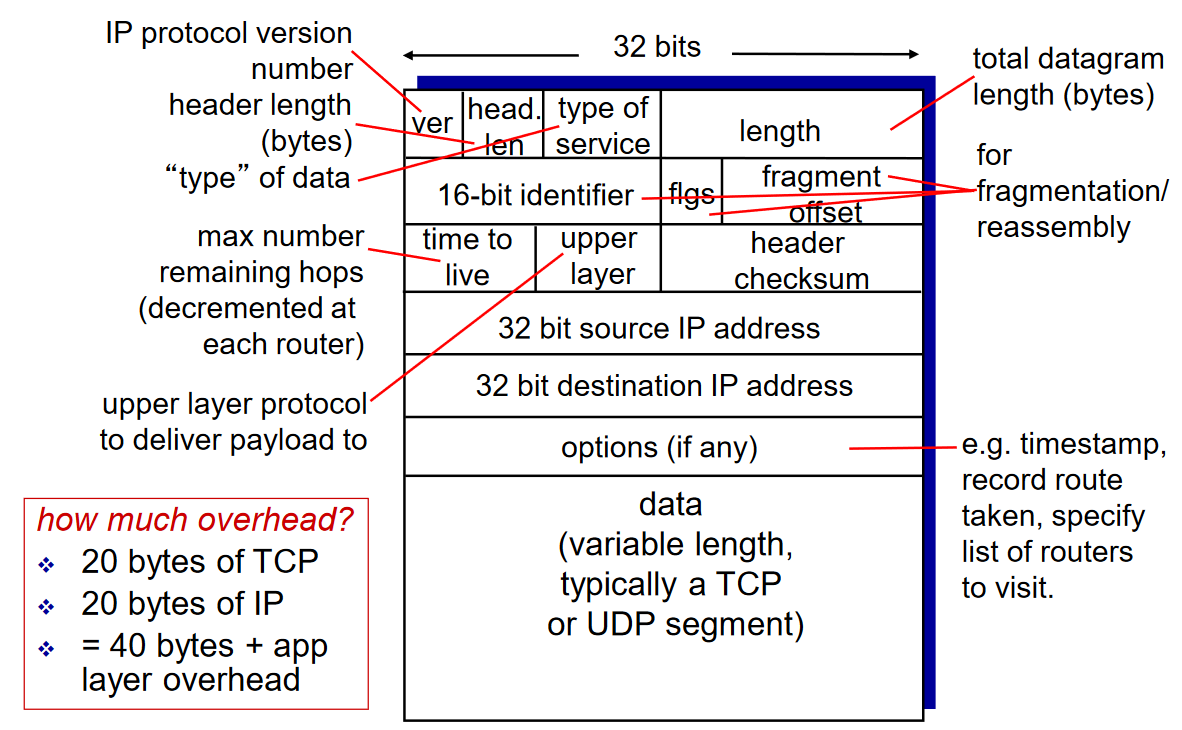 IP protocol version
number
header length
(bytes)
“type” of data
max number
remaining hops
(decremented at
each router)
upper layer protocol
to deliver payload to
how much overhead?
❖ 20 bytes of TCP
❖ 20 bytes of IP
❖ = 40 bytes + app
layer overhead
32 bits
ver
head.
len
type of
service
length
16-bit identifier
flgs
fragment
offset
time to
live
upper
layer
header
checksum
32 bit source IP address
32 bit destination IP address
options (if any)
data
(variable length,
typically a TCP
or UDP segment)
total datagram
length (bytes)
for
fragmentation/
reassembly
e.g. timestamp,
record route
taken, specify
list of routers
to visit.